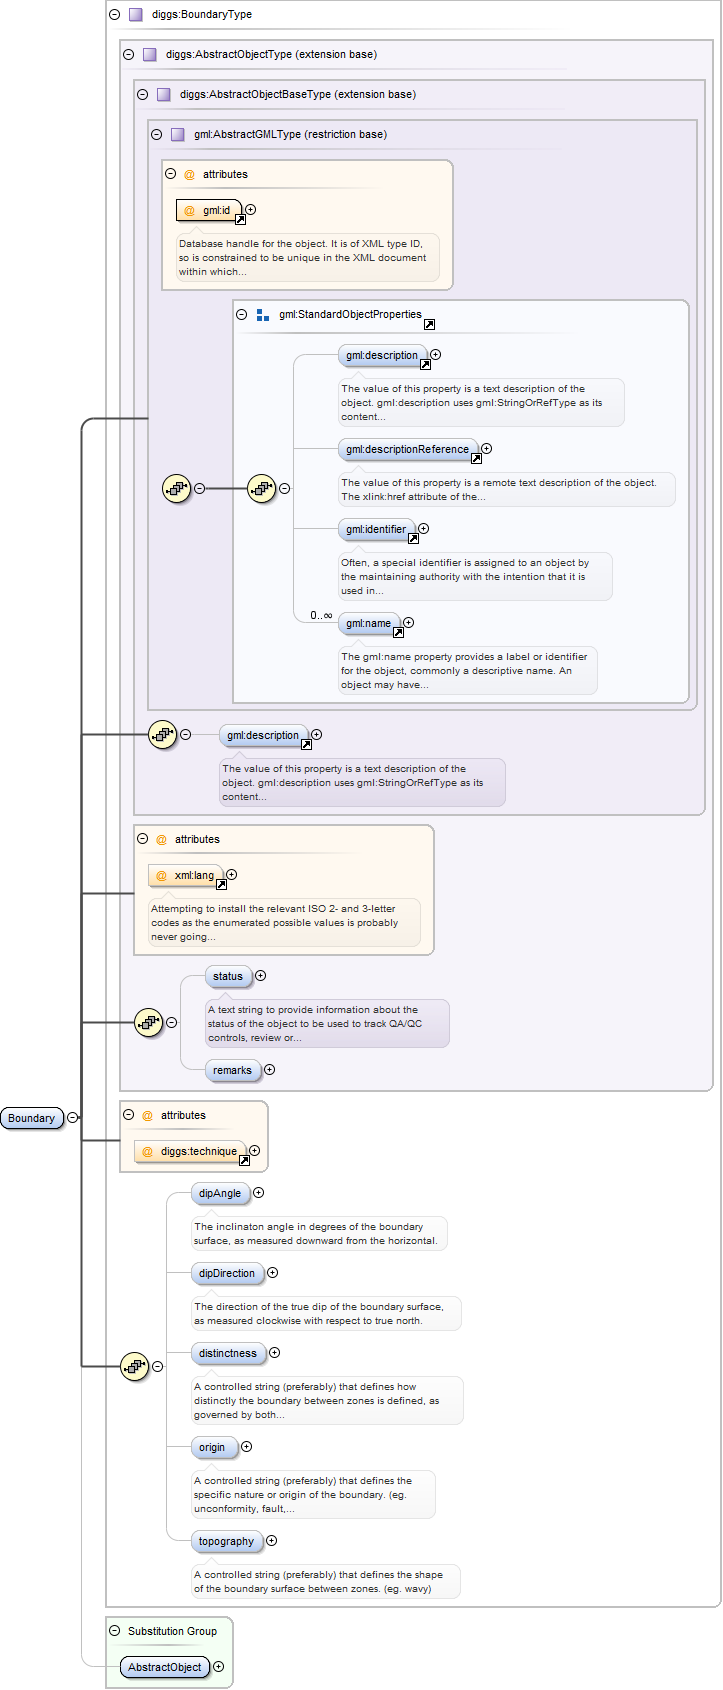 diggs:BoundaryType
diggs:AbstractObjectType (extension base)
diggs:AbstractObjectBaseType (extension base)
gml:AbstractGMLType (restriction base)
@ attributes
@ gml:id
Database handle for the object. It is of XML type ID,
so is constrained to be unique in the XML document
within which...
gml:StandardObjectProperties
gml:description
The value of this property is a text description of the
object. gml:description uses gml:StringOrRefType as its
content...
gml:descriptionReference
The value of this property is a remote text description of the object.
The xlink:href attribute of the...
gml:identifier
Often, a special identifier is assigned to an object by
the maintaining authority with the intention that it is
used in...
0..∞
gml:name
The gml:name property provides a label or identifier
for the object, commonly a descriptive name. An
object may have...
gml:description
The value of this property is a text description of the
object. gml:description uses gml:StringOrRefType as its
content...
@ attributes
@ xml:lang
Attempting to install the relevant ISO 2- and 3-letter
codes as the enumerated possible values is probably
never going...
status
A text string to provide information about the
status of the object to be used to track QA/QC
controls, review or...
remarks
Boundary
@ attributes
@ diggs:technique
dipAngle
The inclinaton angle in degrees of the boundary
surface, as measured downward from the horizontal.
dipDirection
The direction of the true dip of the boundary surface,
as measured clockwise with respect to true north.
distinctness
A controlled string (preferably) that defines how
distinctly the boundary between zones is defined, as
governed by both...
origin
A controlled string (preferably) that defines the
specific nature or origin of the boundary. (eg.
unconformity, fault,...
topography
A controlled string (preferably) that defines the shape
of the boundary surface between zones. (eg. wavy)
Substitution Group
AbstractObject